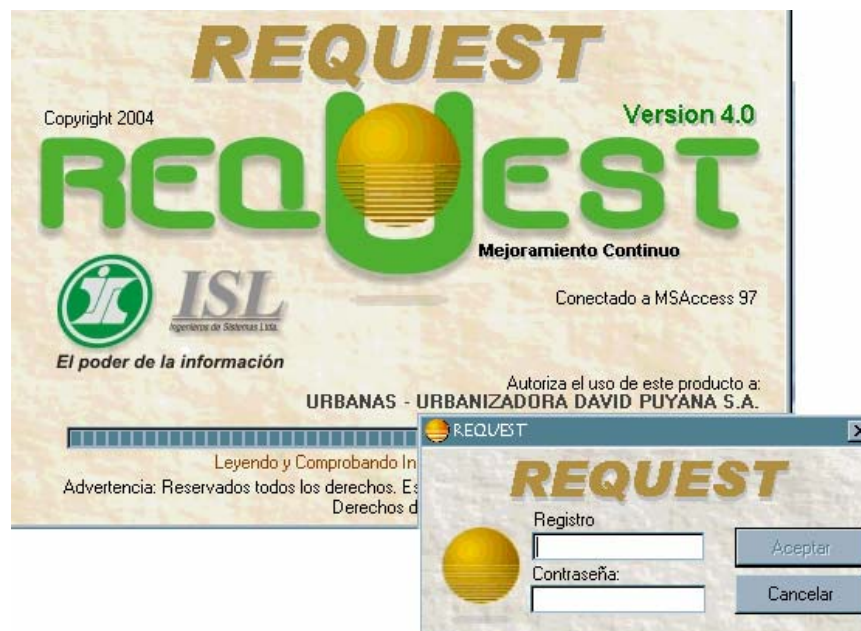 REQUEST
Copyright 2004
Version 4.0
REQUEST
Mejoramiento Continuo
ISL
Ingenieros de Sistemas Ltda.
Conectado a MSAccess 97
El poder de la información
Autoriza el uso de este producto a:
URBANAS - URBANIZADORA DAVID PUYANA S.A.
Leyendo y Comprobando In
Advertencia: Reservados todos los derechos. Es
Derechos d
REQUEST
REQUEST
Registro
Aceptar
Contraseña:
Cancelar